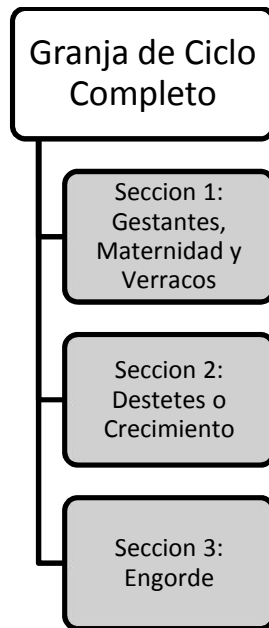 Granja de Ciclo
Completo
Seccion 1:
Gestantes,
Maternidad y
Verracos
Seccion 2:
Destetes o
Crecimiento
Seccion 3:
Engorde